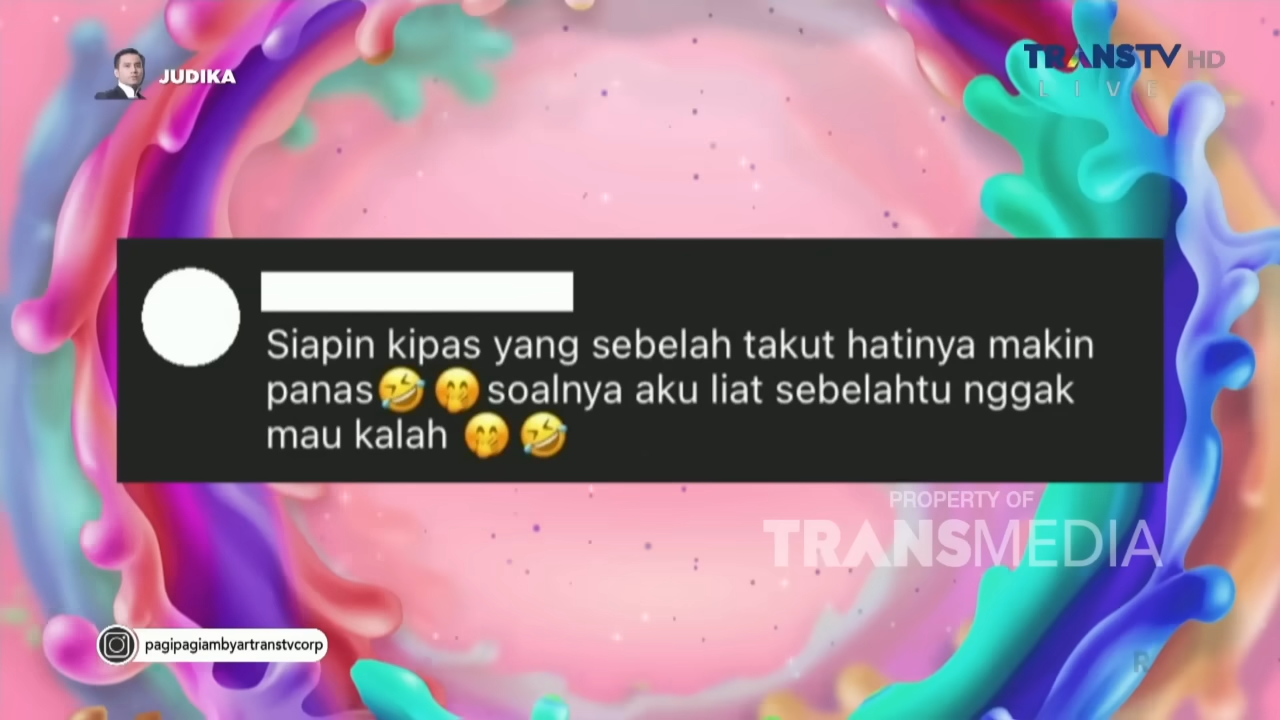 JUDIKA
TRANSTV HD
LIVE
Siapin kipas yang sebelah takut hatinya makin
panas🤣🤭soalnya aku liat sebelahtu nggak
mau kalah 🤭🤣
PROPERTY OF
TRANSMEDIA
pagipagiambyartranstvcorp